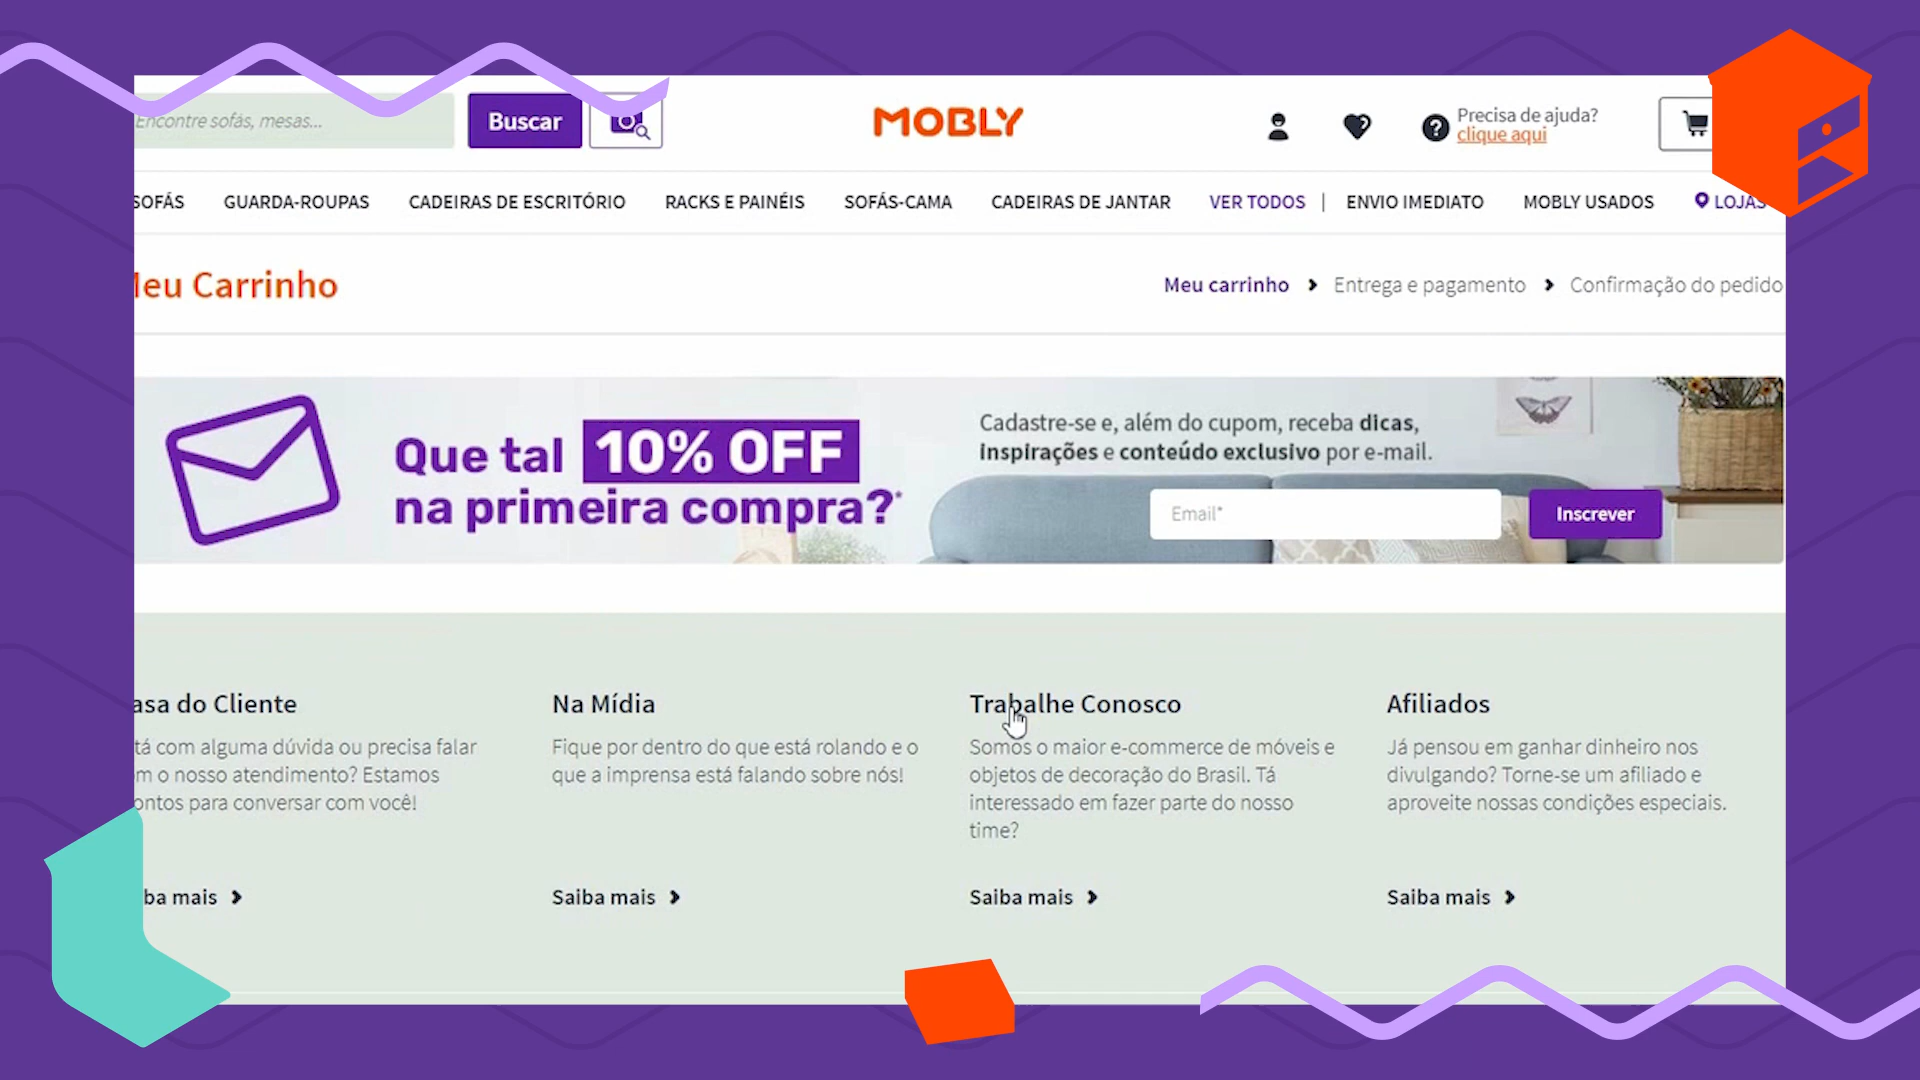 Encontre sofás, mesas...
Buscar
MOBLY
Precisa de ajuda?
clique aqui
SOFÁS GUARDA-ROUPAS CADEIRAS DE ESCRITÓRIO RACKS E PAINÉIS SOFÁS-CAMA CADEIRAS DE JANTAR VER TODOS | ENVIO IMEDIATO MOBLY USADOS LOJAS
Meu Carrinho
Meu carrinho Entrega e pagamento Confirmação do pedido
Que tal 10% OFF
na primeira compra?*
Cadastre-se e, além do cupom, receba dicas,
inspirações e conteúdo exclusivo por e-mail.
Email*
Inscrever
asa do Cliente
tá com alguma dúvida ou precisa falar
m o nosso atendimento? Estamos
ontos para conversar com você!
ba mais
Na Mídia
Fique por dentro do que está rolando e o
que a imprensa está falando sobre nós!
Saiba mais
Trabalhe Conosco
Somos o maior e-commerce de móveis e
objetos de decoração do Brasil. Tá
interessado em fazer parte do nosso
time?
Saiba mais
Afiliados
Já pensou em ganhar dinheiro nos
divulgando? Torne-se um afiliado e
aproveite nossas condições especiais.
Saiba mais